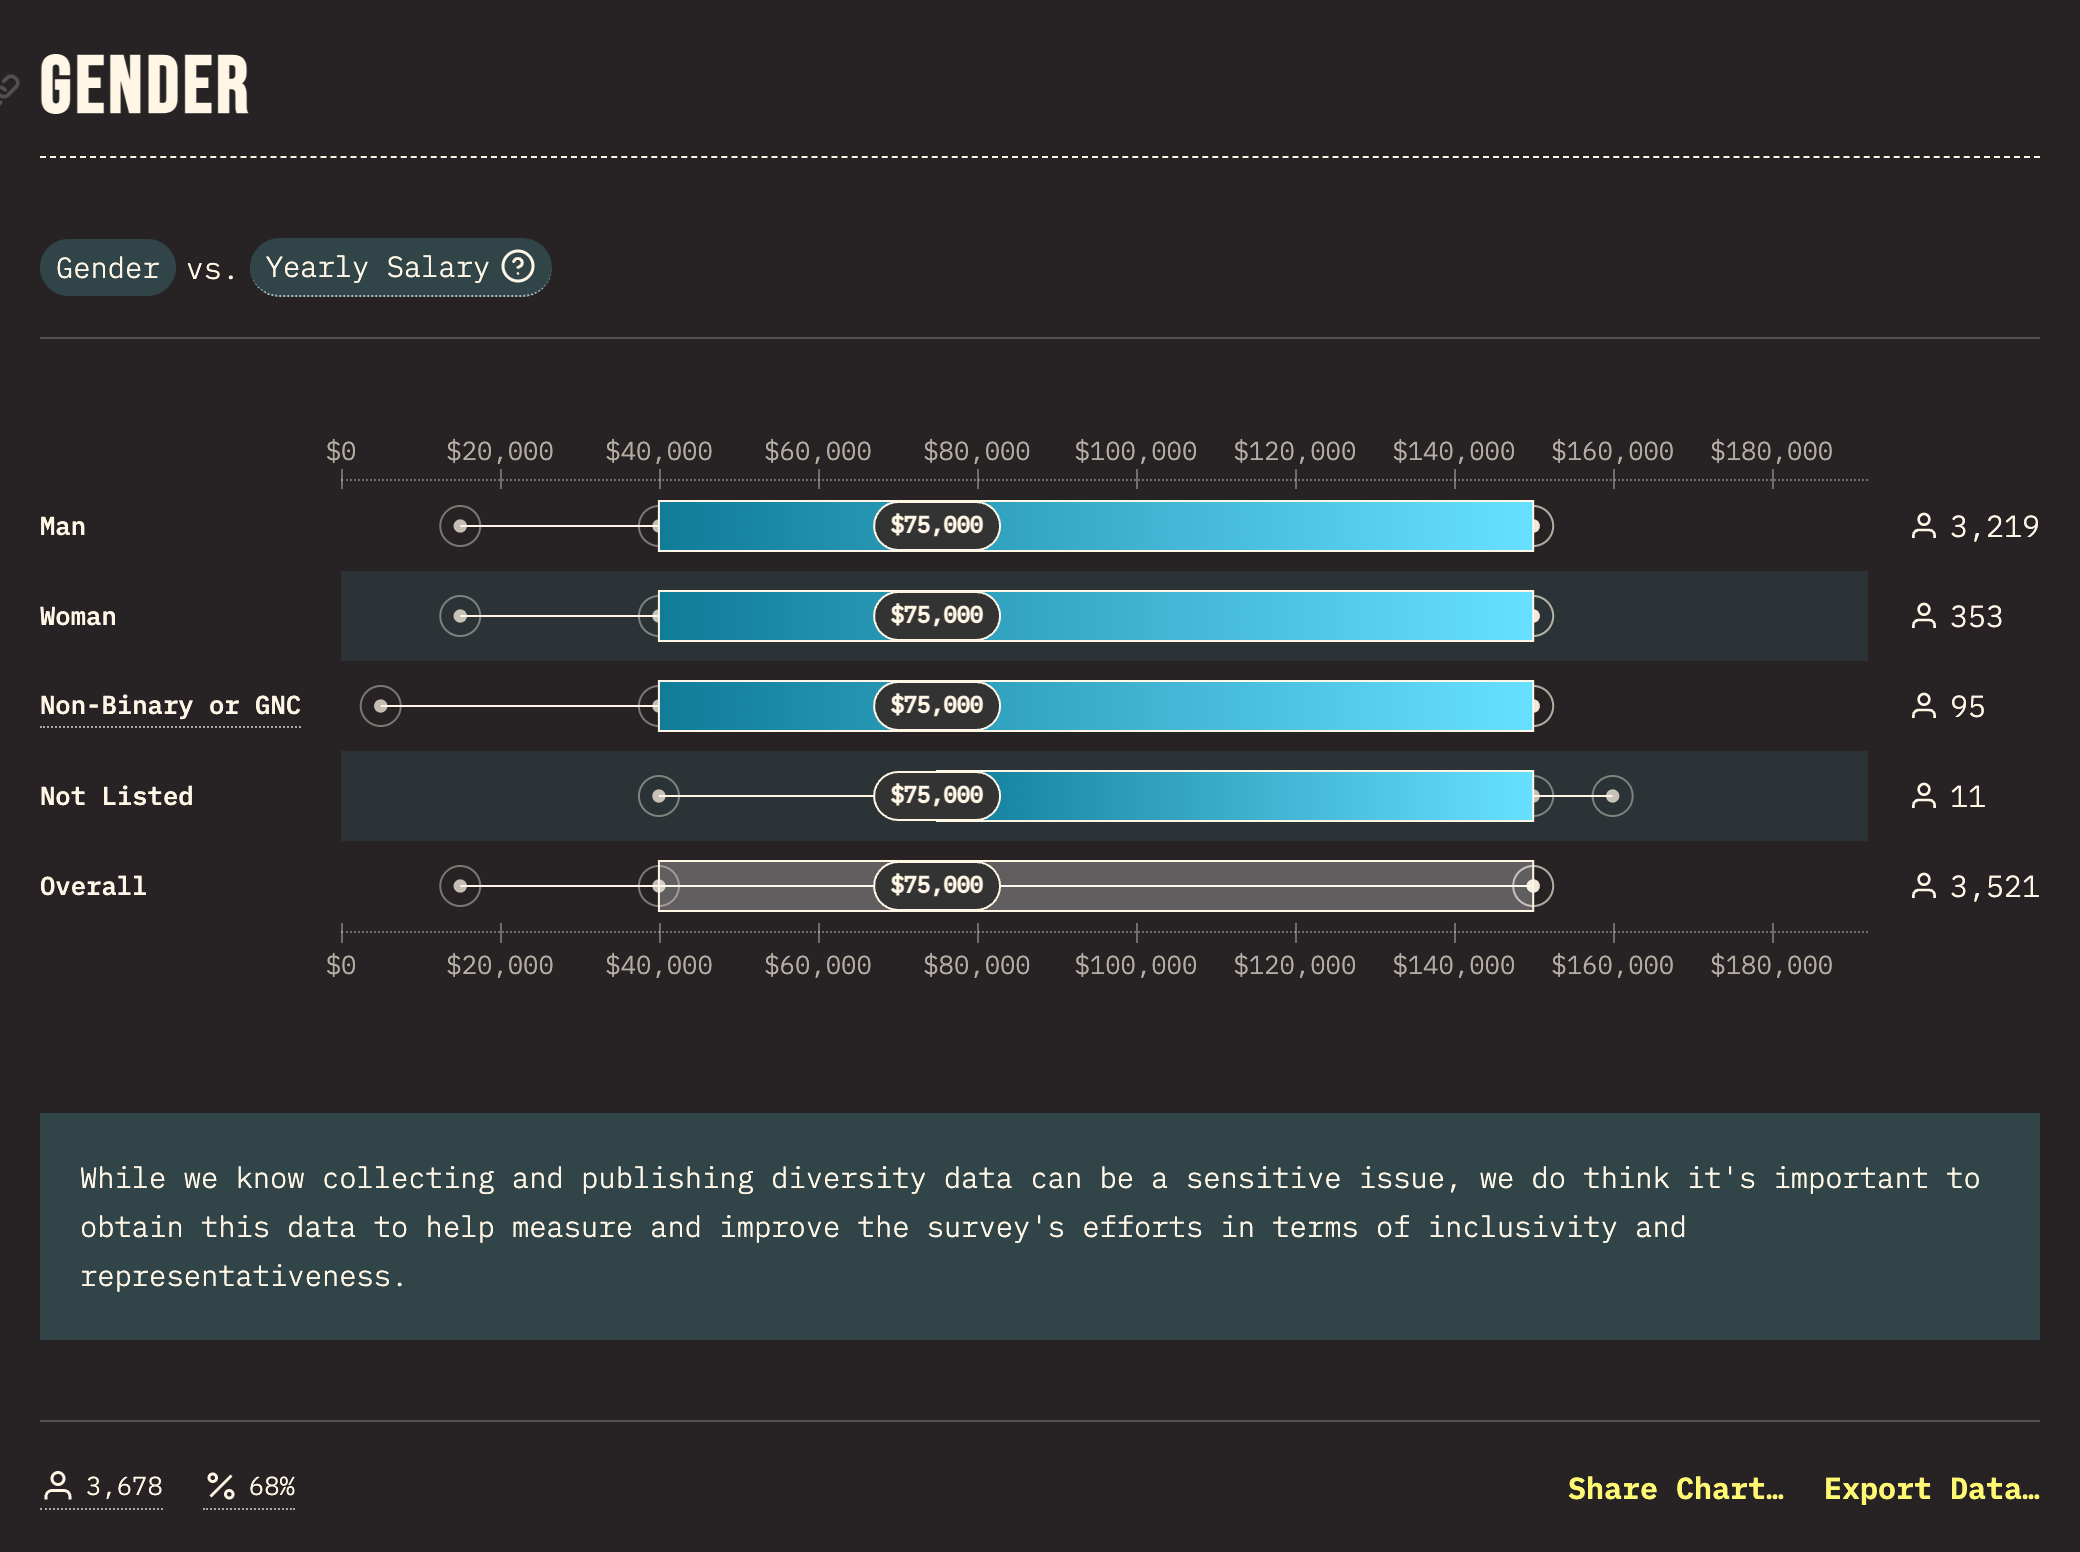 GENDER
Gender vs. Yearly Salary ?
$0 $20,000 $40,000 $60,000 $80,000 $100,000 $120,000 $140,000 $160,000 $180,000
Man $75,000 3,219
Woman $75,000 353
Non-Binary or GNC $75,000 95
Not Listed $75,000 11
Overall $75,000 3,521
$0 $20,000 $40,000 $60,000 $80,000 $100,000 $120,000 $140,000 $160,000 $180,000
While we know collecting and publishing diversity data can be a sensitive issue, we do think it's important to
obtain this data to help measure and improve the survey's efforts in terms of inclusivity and
representativeness.
3,678 % 68% Share Chart… Export Data…